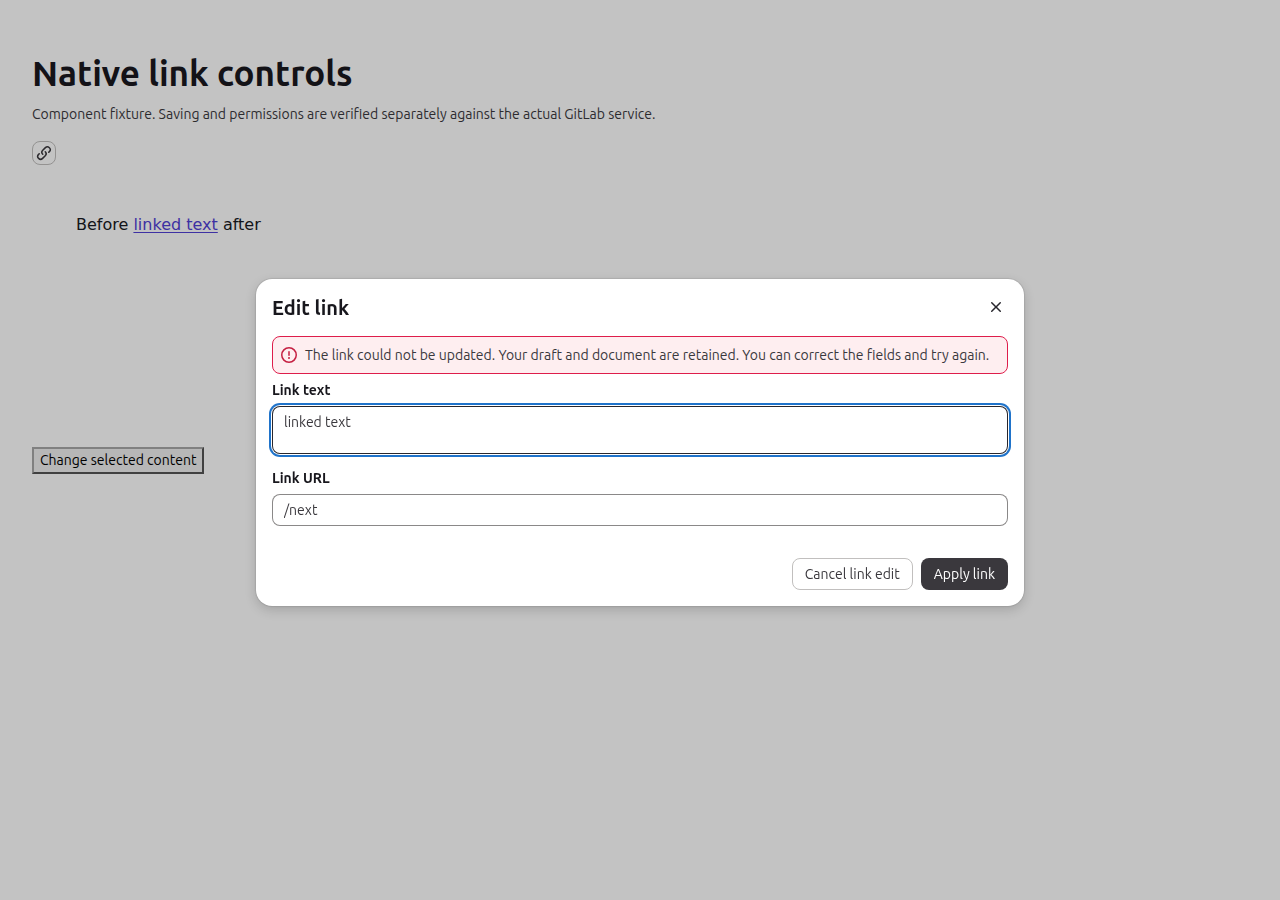 Native link controls
Component fixture. Saving and permissions are verified separately against the actual GitLab service.
Before linked text after
Edit link
The link could not be updated. Your draft and document are retained. You can correct the fields and try again.
Link text
linked text
Change selected content
Link URL
/next
Cancel link edit Apply link